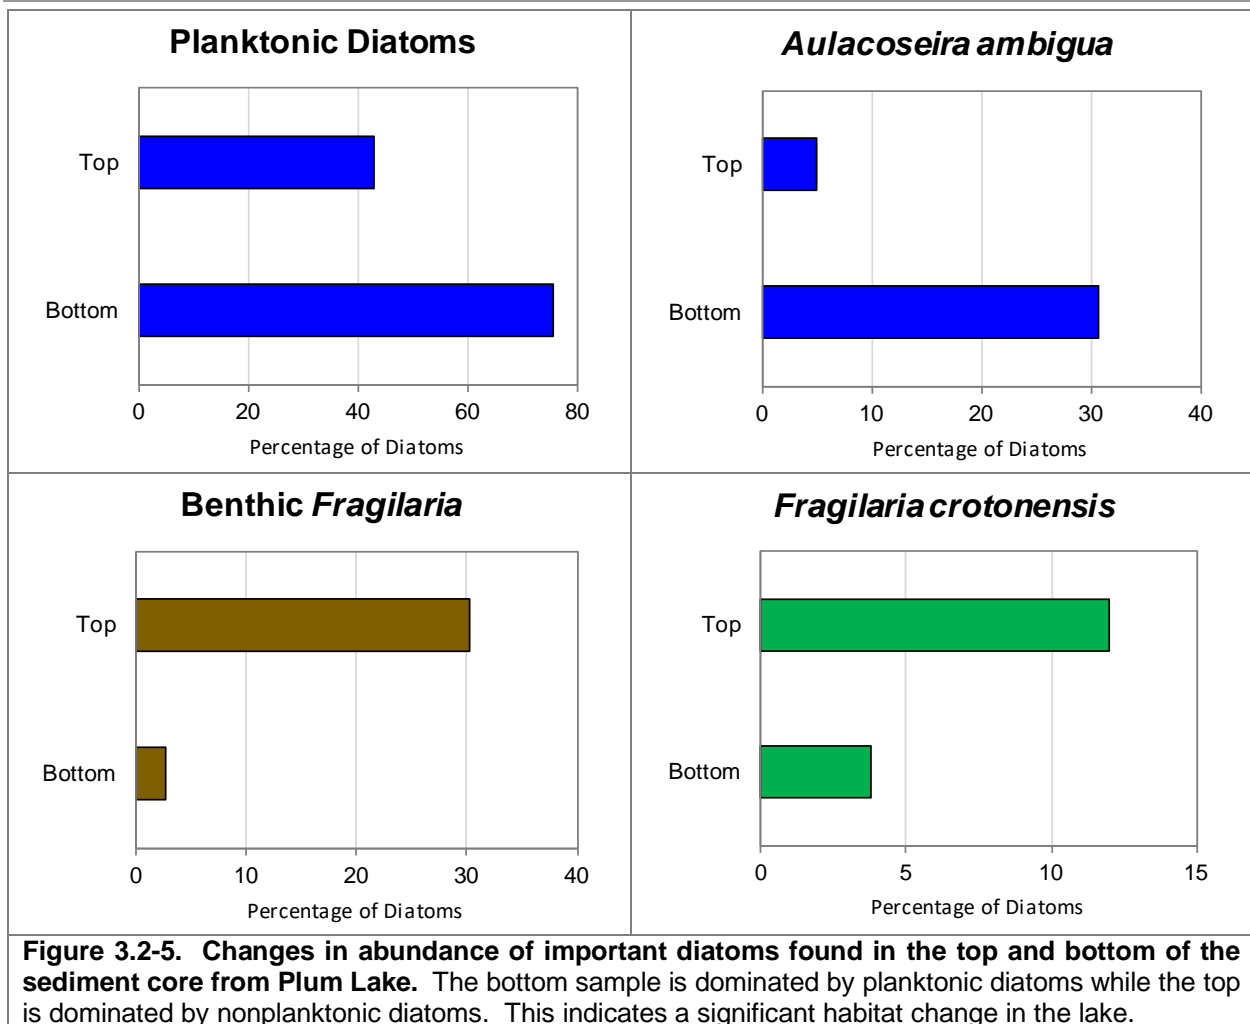 Planktonic Diatoms
Top
Bottom
0 20 40 60 80
Percentage of Diatoms
Aulacoseira ambigua
Top
Bottom
0 10 20 30 40
Percentage of Diatoms
Benthic Fragilaria
Top
Bottom
0 10 20 30 40
Percentage of Diatoms
Fragilaria crotonensis
Top
Bottom
0 5 10 15
Percentage of Diatoms
Figure 3.2-5. Changes in abundance of important diatoms found in the top and bottom of the
sediment core from Plum Lake. The bottom sample is dominated by planktonic diatoms while the top
is dominated by nonplanktonic diatoms. This indicates a significant habitat change in the lake.